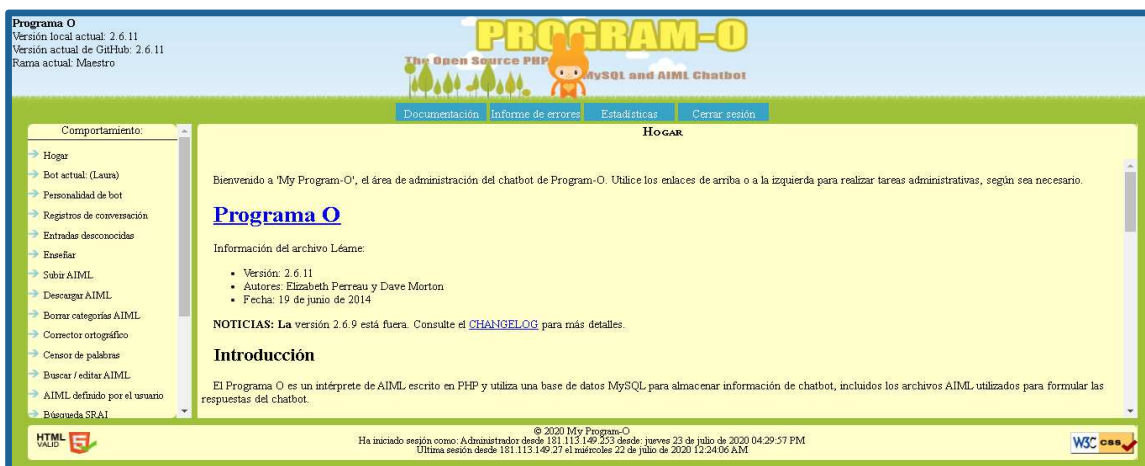 Programa O
Versión local actual: 2.6.11
Versión actual de GitHub: 2.6.11
Rama actual: Maestro
PROGRAM-O
The Open Source PHP
MySQL and AIML Chatbot
Documentación
Informe de errores
Estadísticas
Cerrar sesión
Comportamiento:
Hogar
Bot actual: (Laura)
Personalidad de bot
Registros de conversación
Entradas desconocidas
Enseñar
Subir AIML
Descargar AIML
Borrar categorías AIML
Corrector ortográfico
Censor de palabras
Buscar / editar AIML
AIML definido por el usuario
Búsqueda SRAI
HOGAR
Bienvenido a 'My Program-O', el área de administración del chatbot de Program-O. Utilice los enlaces de arriba o a la izquierda para realizar tareas administrativas, según sea necesario.
Programa O
Información del archivo Léame:
• Versión: 2.6.11
• Autores: Elizabeth Perreau y Dave Morton
• Fecha: 19 de junio de 2014
NOTICIAS: La versión 2.6.9 está fuera. Consulte el CHANGELOG para más detalles.
Introducción
El Programa O es un intérprete de AIML escrito en PHP y utiliza una base de datos MySQL para almacenar información de chatbot, incluidos los archivos AIML utilizados para formular las
respuestas del chatbot.
HTML
VALID
© 2020 My Program-O
Ha iniciado sesión como: Administrador desde 181.113.149.253 desde: jueves 23 de julio de 2020 04:29:57 PM
Última sesión desde 181.113.149.27 el miércoles 22 de julio de 2020 12:24:06 AM
W3C css